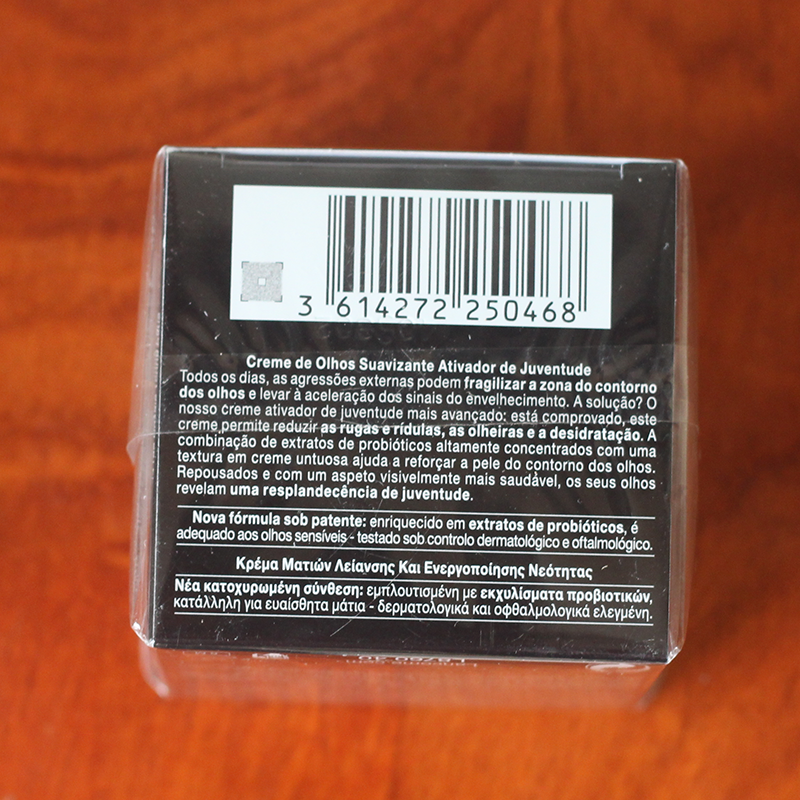 3 614272 250468
Creme de Olhos Suavizante Ativador de Juventude
Todos os dias, as agressões externas podem fragilizar a zona do contorno
dos olhos e levar à aceleração dos sinais do envelhecimento. A solução? O
nosso creme ativador de juventude mais avançado: está comprovado, este
creme permite reduzir as rugas e rídulas, as olheiras e a desidratação. A
combinação de extratos de probióticos altamente concentrados com uma
textura em creme untuosa ajuda a reforçar a pele do contorno dos olhos.
Repousados e com um aspeto visivelmente mais saudável, os seus olhos
revelam uma resplandecência de juventude.
Nova fórmula sob patente: enriquecido em extratos de probióticos, é
adequado aos olhos sensíveis - testado sob controlo dermatológico e oftalmológico.
Κρέμα Ματιών Λείανσης Και Ενεργοποίησης Νεότητας
Νέα κατοχυρωμένη σύνθεση: εμπλουτισμένη με εκχυλίσματα προβιοτικών,
κατάλληλη για ευαίσθητα μάτια - δερματολογικά και οφθαλμολογικά ελεγμένη.